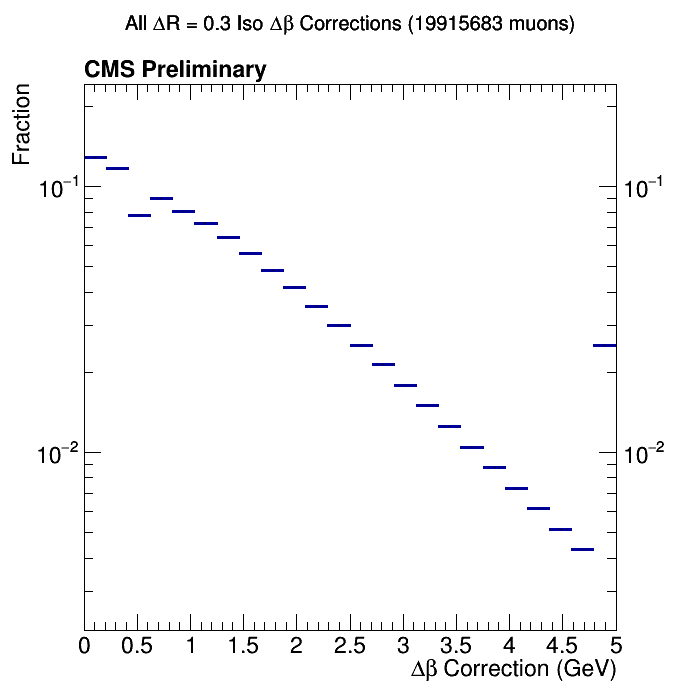 All ΔR = 0.3 Iso Δβ Corrections (19915683 muons)
CMS Preliminary
Fraction
10⁻¹ 10⁻¹
10⁻² 10⁻²
0 0.5 1 1.5 2 2.5 3 3.5 4 4.5 5
Δβ Correction (GeV)